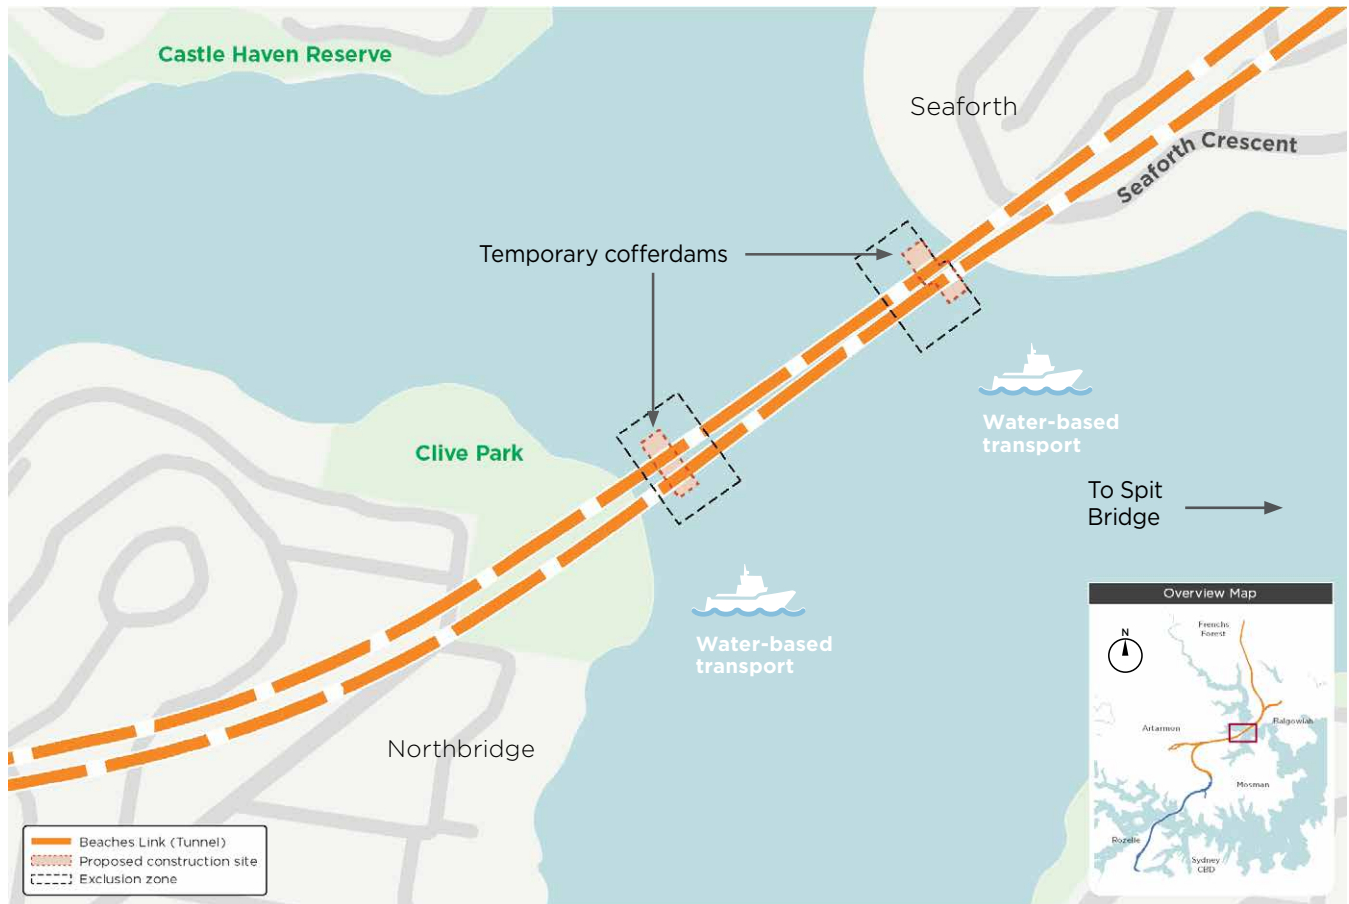 Castle Haven Reserve
Seaforth
Seaforth Crescent
Temporary cofferdams
Water-based
transport
Clive Park
To Spit
Bridge
Water-based
transport
Northbridge
Beaches Link (Tunnel)
Proposed construction site
Exclusion zone
Overview Map
N
Frenchs
Forest
Artarmon
Balgowlah
Mosman
Rozelle
Sydney
CBD